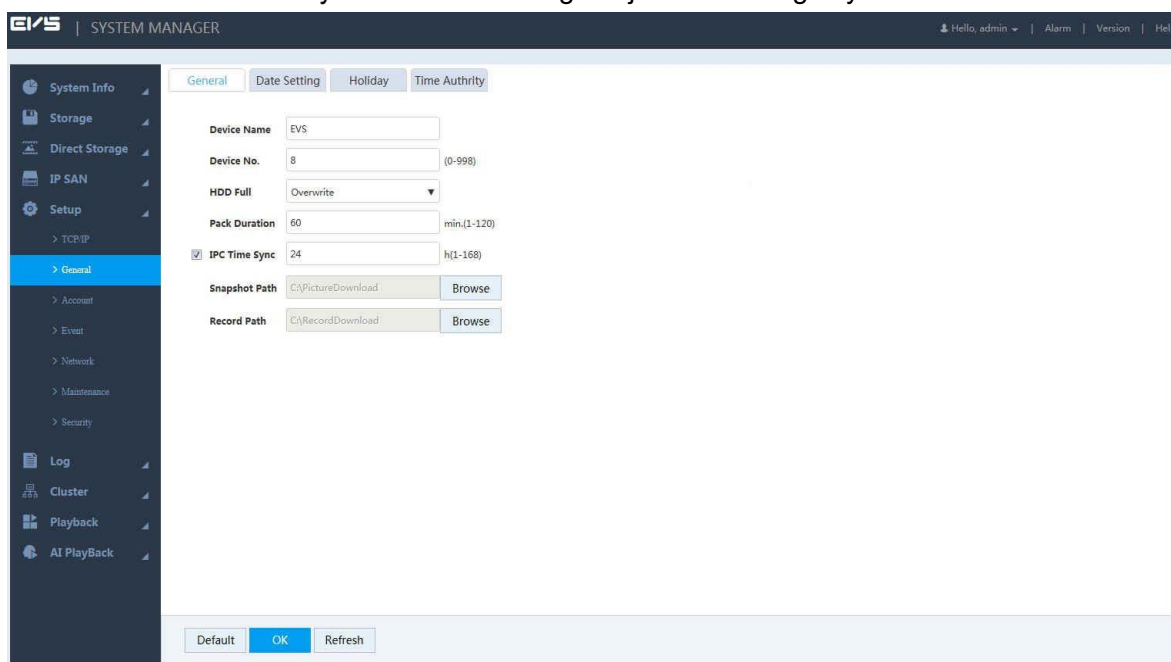 EVS | SYSTEM MANAGER
Hello, admin | Alarm | Version | Hel
System Info
Storage
Direct Storage
IP SAN
Setup
> TCP/IP
> General
> Account
> Event
> Network
> Maintenance
> Security
Log
Cluster
Playback
AI PlayBack
General Date Setting Holiday Time Authrity
Device Name EVS
Device No. 8 (0-998)
HDD Full Overwrite
Pack Duration 60 min.(1-120)
IPC Time Sync 24 h(1-168)
Snapshot Path C:\PictureDownload Browse
Record Path C:\RecordDownload Browse
Default OK Refresh